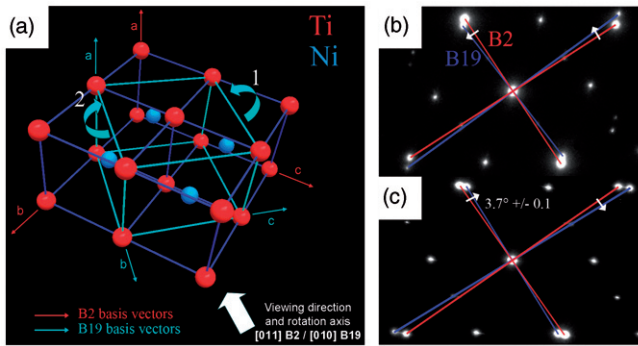 (a)
a
Ti
Ni
a
1
2
c
b
c
b
B2 basis vectors
B19 basis vectors
Viewing direction
and rotation axis
[011] B2 / [010] B19
(b)
B2
B19
(c)
3.7° +/- 0.1